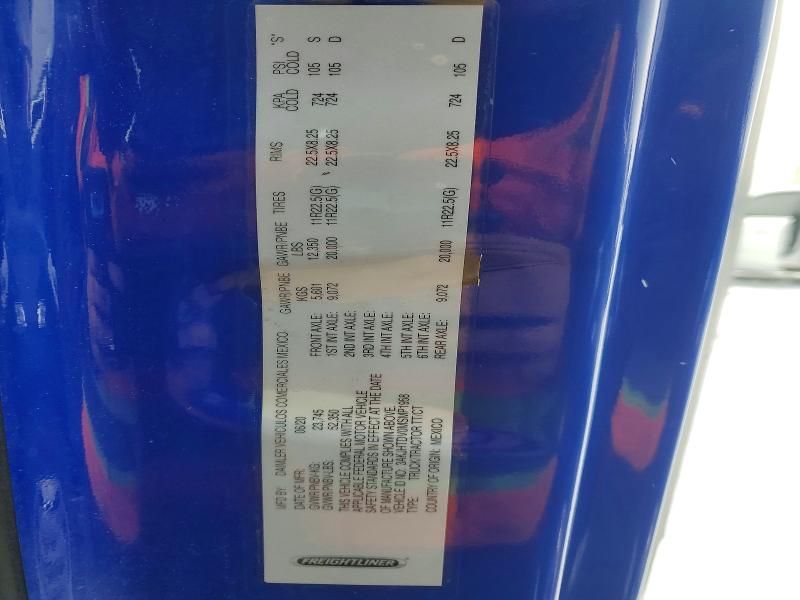 FREIGHTLINER
MFD BY: DAIMLER VEHICULOS COMERCIALES MEXICO
DATE OF MFR: 06/20
GVWR/PNBV-KG: 23,745
GVWR/PNBV-LBS: 52,350
THIS VEHICLE COMPLIES WITH ALL
APPLICABLE FEDERAL MOTOR VEHICLE
SAFETY STANDARDS IN EFFECT AT THE DATE
OF MANUFACTURE SHOWN ABOVE.
VEHICLE ID NO: 3AKJHTDV0MSMP1958
TYPE: TRUCK/TRACTOR TT/CT
COUNTRY OF ORIGIN: MEXICO
GAWR/PNBE KGS GAWR/PNBE LBS TIRES RIMS KPA COLD PSI COLD "S"
FRONT AXLE: 5,601 12,350 11R22.5(G) 22.5X8.25 724 105 S
1ST INT AXLE: 9,072 20,000 11R22.5(G) 22.5X8.25 724 105 D
2ND INT AXLE:
3RD INT AXLE:
4TH INT AXLE:
5TH INT AXLE:
6TH INT AXLE:
REAR AXLE: 9,072 20,000 11R22.5(G) 22.5X8.25 724 105 D